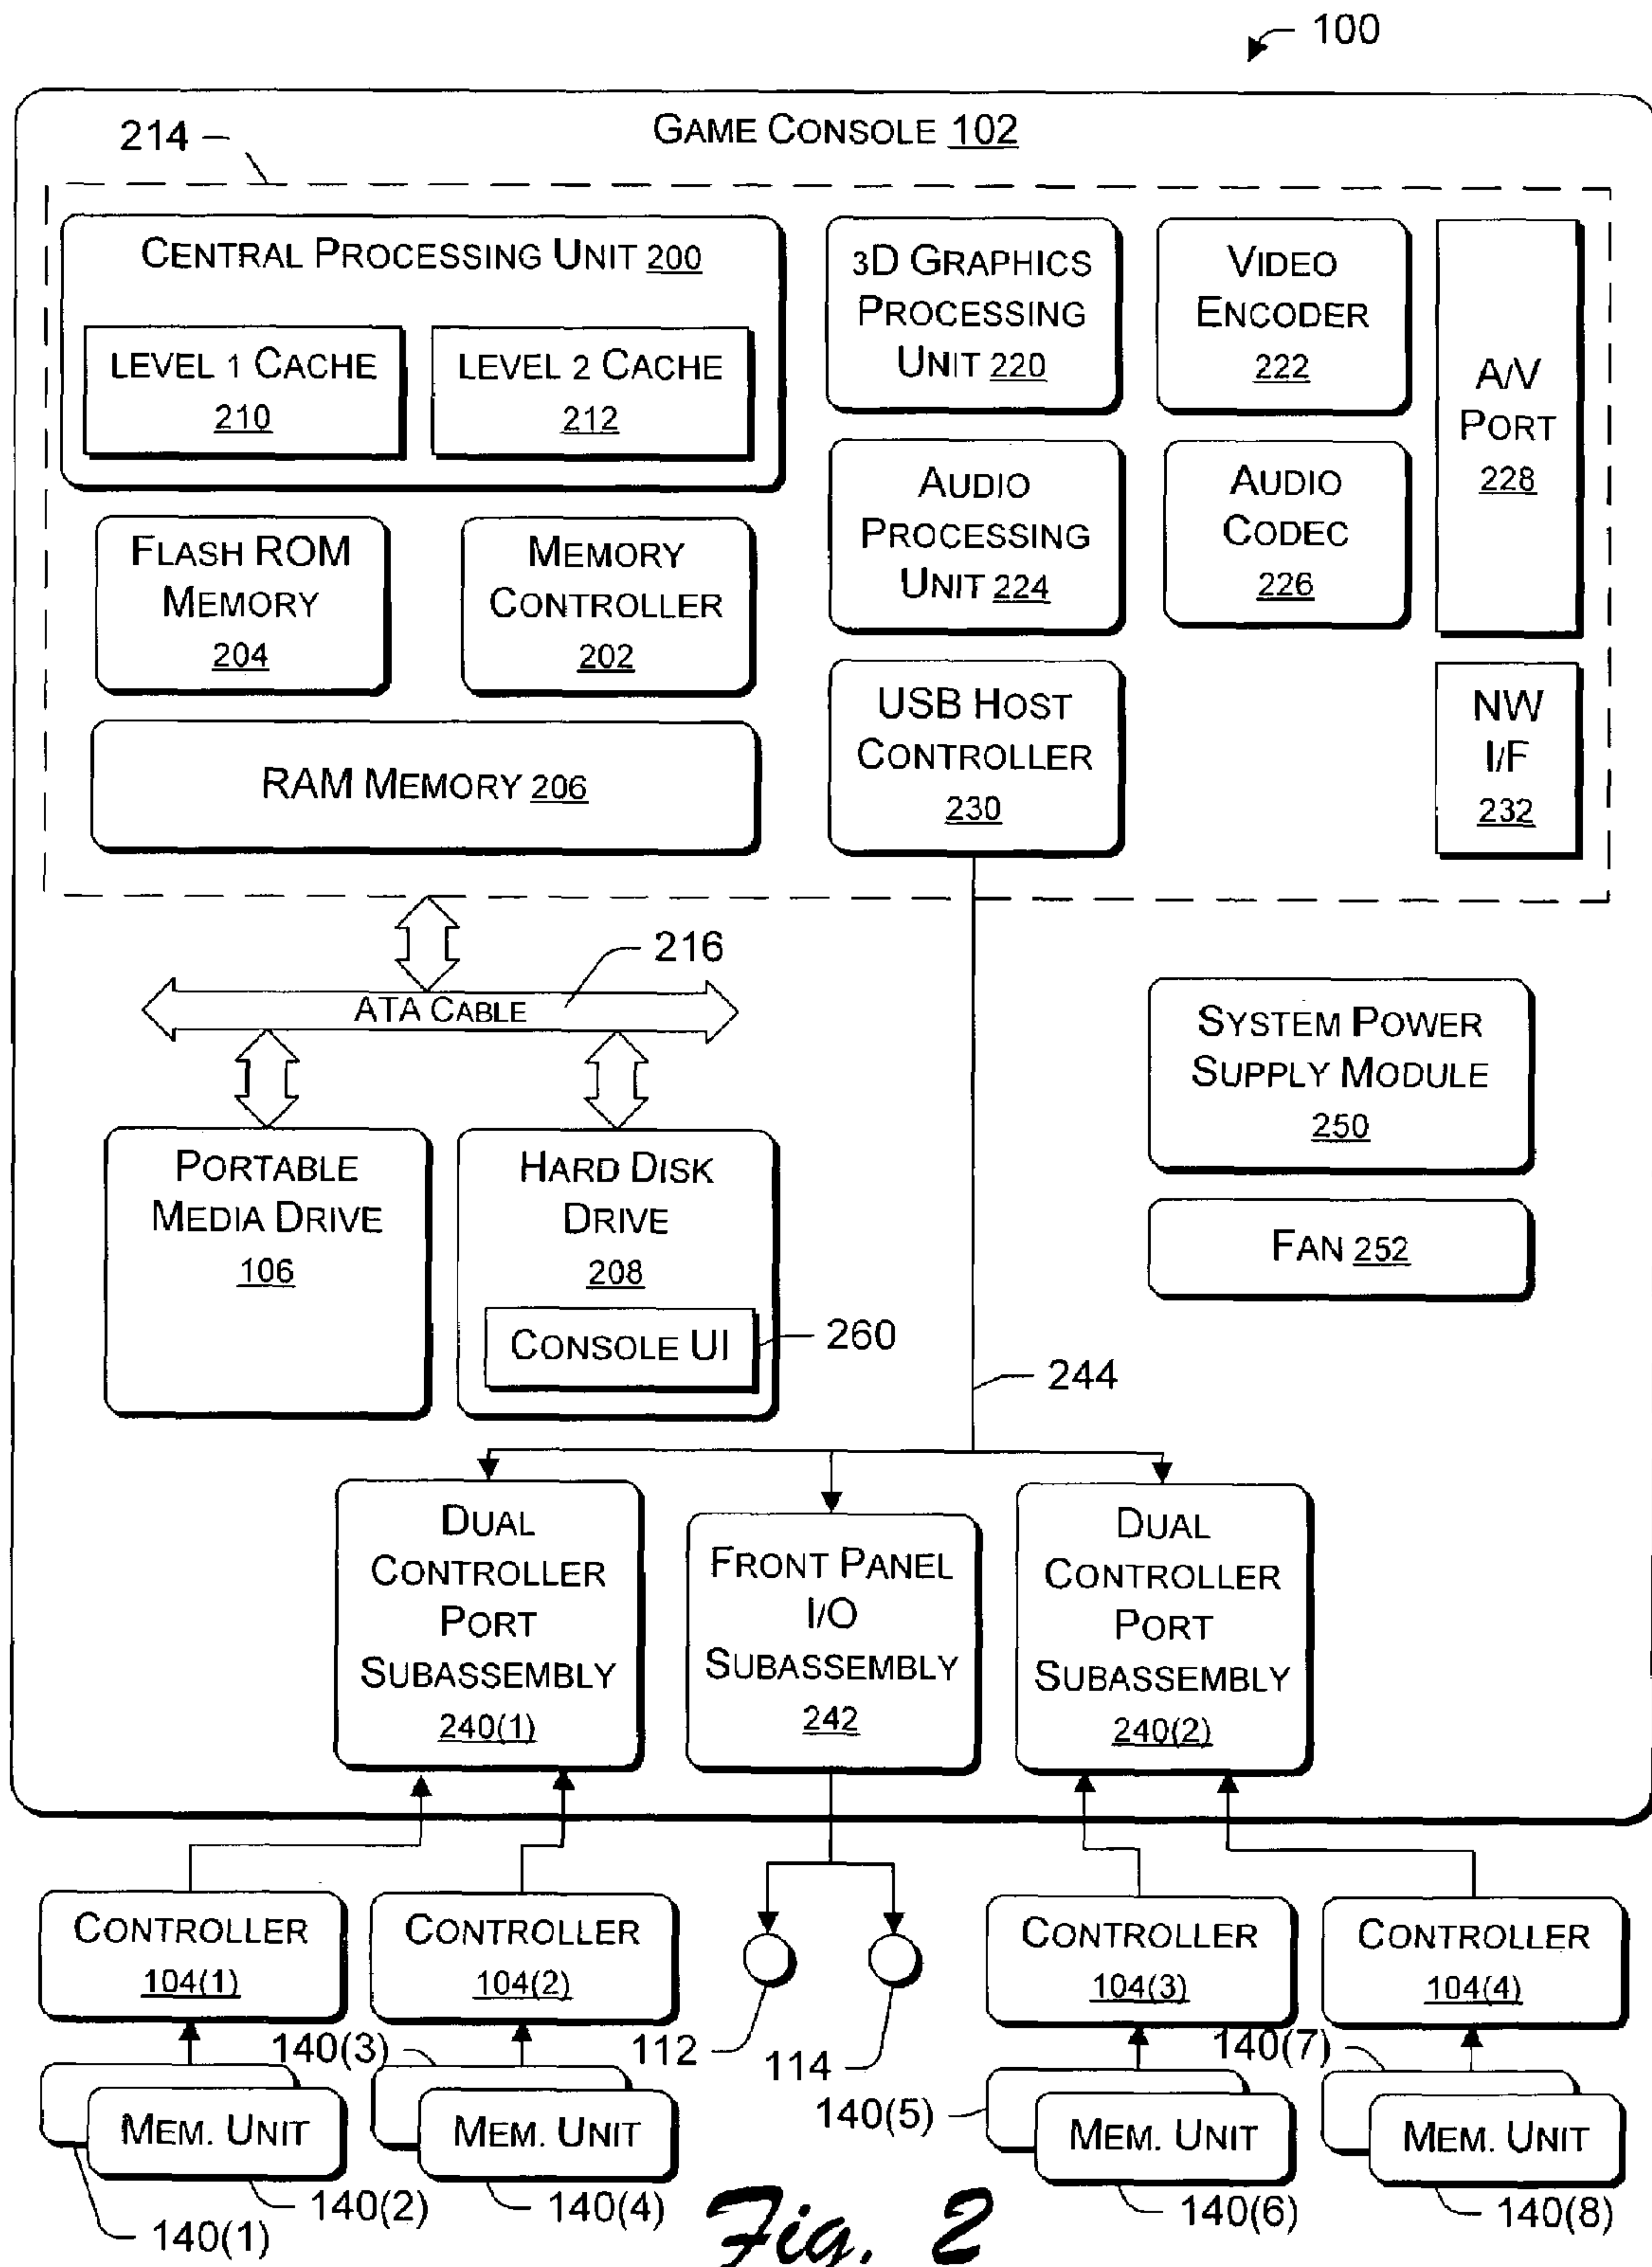 100
GAME CONSOLE 102
214
CENTRAL PROCESSING UNIT 200
LEVEL 1 CACHE
210
LEVEL 2 CACHE
212
3D GRAPHICS
PROCESSING
UNIT 220
VIDEO
ENCODER
222
A/V
PORT
228
AUDIO
PROCESSING
UNIT 224
AUDIO
CODEC
226
FLASH ROM
MEMORY
204
MEMORY
CONTROLLER
202
USB HOST
CONTROLLER
230
NW
I/F
232
RAM MEMORY 206
216
ATA CABLE
SYSTEM POWER
SUPPLY MODULE
250
PORTABLE
MEDIA DRIVE
106
HARD DISK
DRIVE
208
CONSOLE UI
260
FAN 252
244
DUAL
CONTROLLER
PORT
SUBASSEMBLY
240(1)
FRONT PANEL
I/O
SUBASSEMBLY
242
DUAL
CONTROLLER
PORT
SUBASSEMBLY
240(2)
CONTROLLER
104(1)
CONTROLLER
104(2)
CONTROLLER
104(3)
CONTROLLER
104(4)
140(3)
112
114
140(7)
140(5)
MEM. UNIT
MEM. UNIT
MEM. UNIT
MEM. UNIT
140(1)
140(2)
140(4)
140(6)
140(8)
Fig. 2